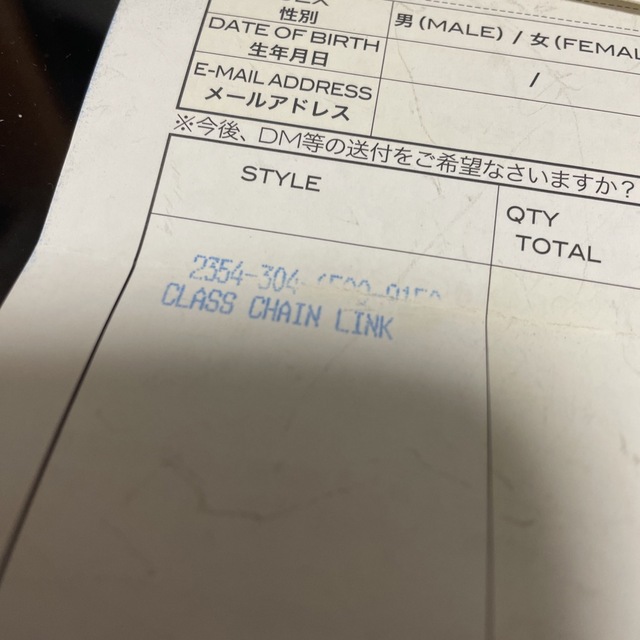 性別
男(MALE) / 女(FEMAL
DATE OF BIRTH
生年月日
/
E-MAIL ADDRESS
メールアドレス
※今後、DM等の送付をご希望なさいますか？
STYLE
QTY
TOTAL
2354-304
CLASS CHAIN LINK